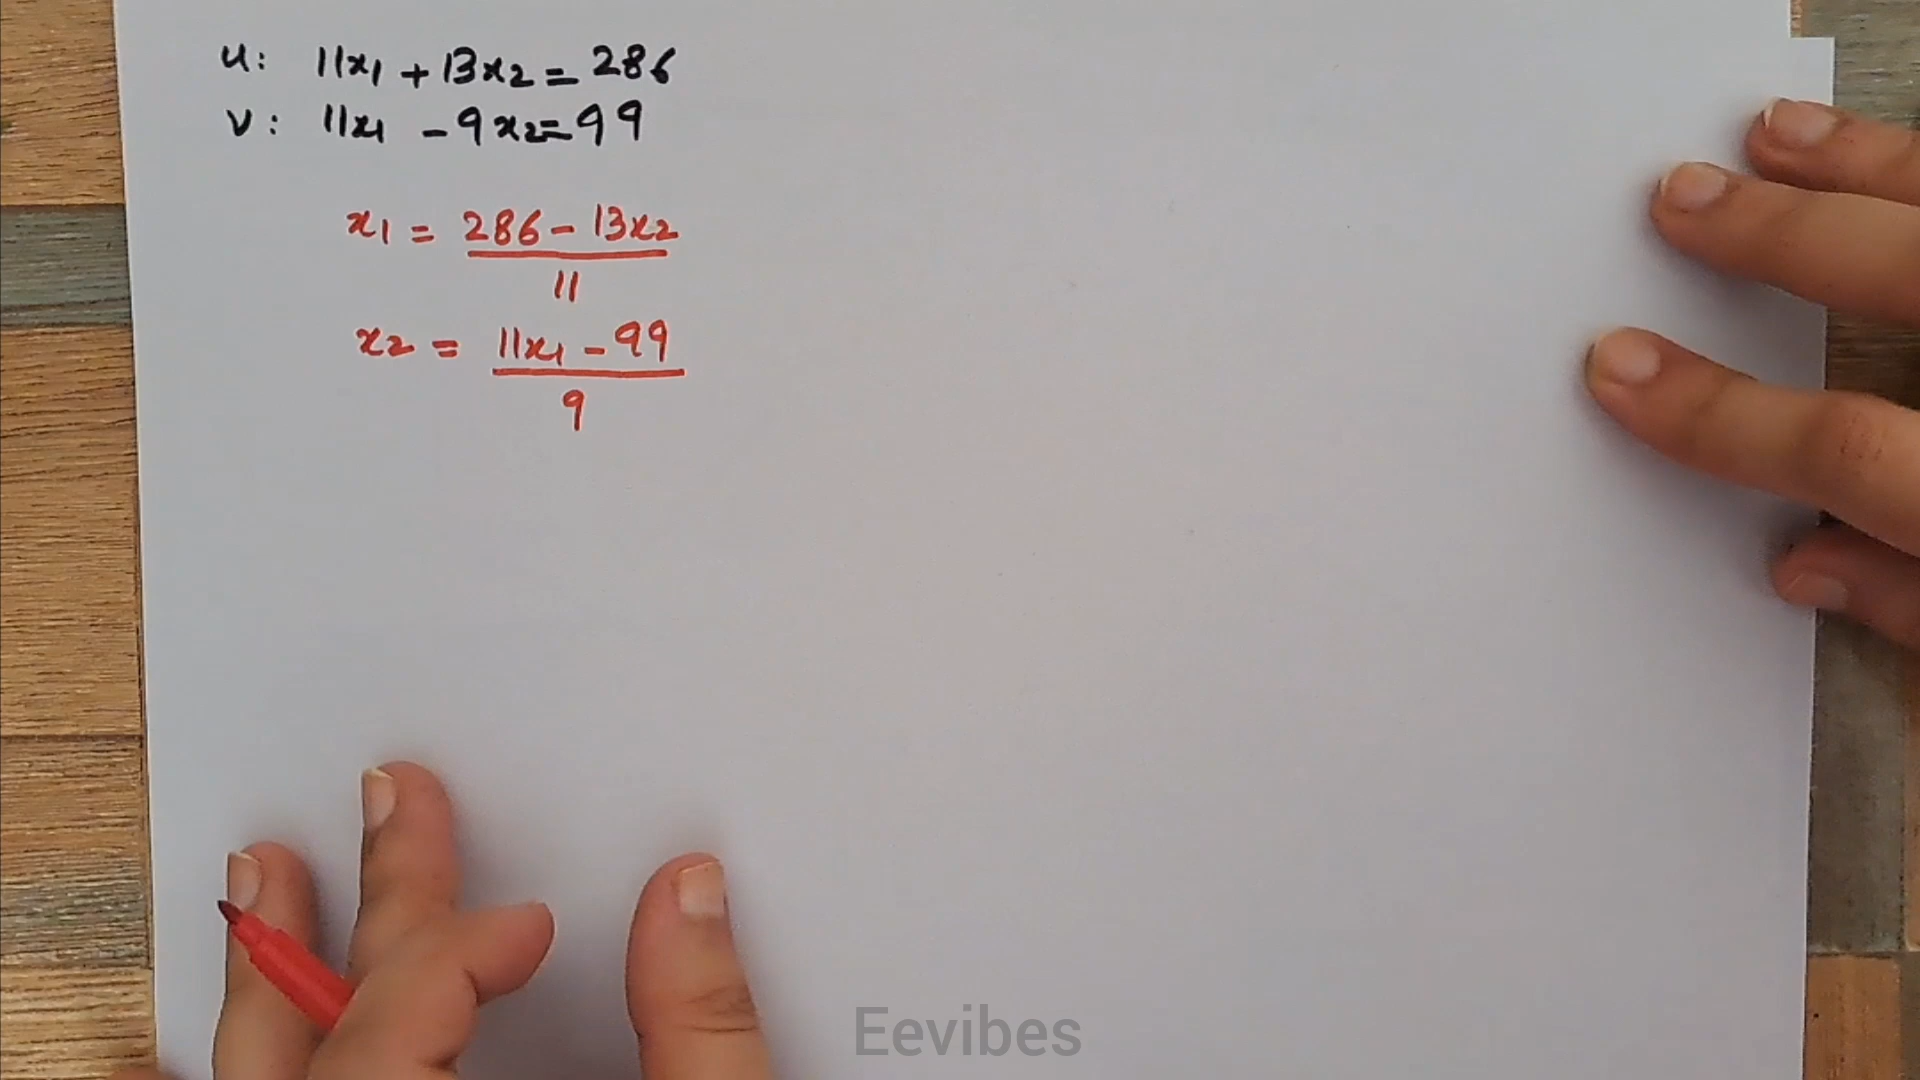 u: 11x1 + 13x2 = 286
v: 11x1 - 9x2 = 99
x1 = 286 - 13x2
11
x2 = 11x1 - 99
9
Eevibes